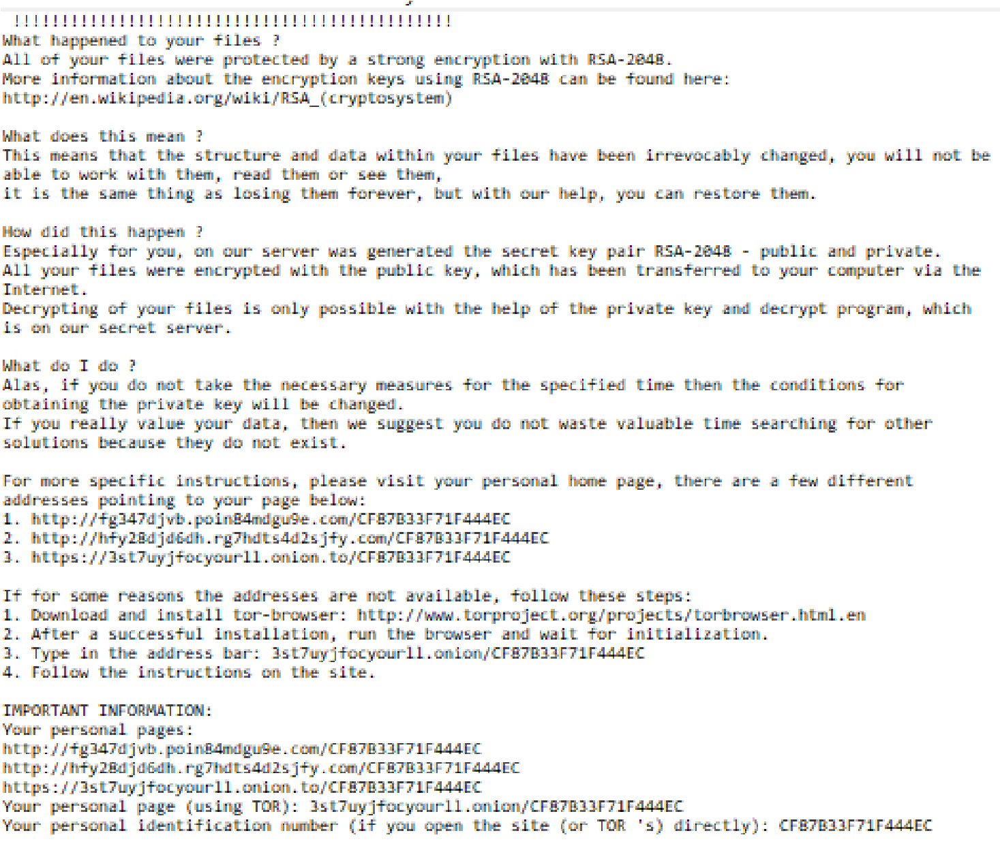 !!!!!!!!!!!!!!!!!!!!!!!!!!!!!!!!!!!!!!!!!!!!!!
What happened to your files ?
All of your files were protected by a strong encryption with RSA-2048.
More information about the encryption keys using RSA-2048 can be found here:
http://en.wikipedia.org/wiki/RSA_(cryptosystem)
What does this mean ?
This means that the structure and data within your files have been irrevocably changed, you will not be
able to work with them, read them or see them,
it is the same thing as losing them forever, but with our help, you can restore them.
How did this happen ?
Especially for you, on our server was generated the secret key pair RSA-2048 - public and private.
All your files were encrypted with the public key, which has been transferred to your computer via the
Internet.
Decrypting of your files is only possible with the help of the private key and decrypt program, which
is on our secret server.
What do I do ?
Alas, if you do not take the necessary measures for the specified time then the conditions for
obtaining the private key will be changed.
If you really value your data, then we suggest you do not waste valuable time searching for other
solutions because they do not exist.
For more specific instructions, please visit your personal home page, there are a few different
addresses pointing to your page below:
1. http://fg347djvb.poin84mdgu9e.com/CF87B33F71F444EC
2. http://hfy28djd6dh.rg7hdts4d2sjfy.com/CF87B33F71F444EC
3. https://3st7uyjfocyourll.onion.to/CF87B33F71F444EC
If for some reasons the addresses are not available, follow these steps:
1. Download and install tor-browser: http://www.torproject.org/projects/torbrowser.html.en
2. After a successful installation, run the browser and wait for initialization.
3. Type in the address bar: 3st7uyjfocyourll.onion/CF87B33F71F444EC
4. Follow the instructions on the site.
IMPORTANT INFORMATION:
Your personal pages:
http://fg347djvb.poin84mdgu9e.com/CF87B33F71F444EC
http://hfy28djd6dh.rg7hdts4d2sjfy.com/CF87B33F71F444EC
https://3st7uyjfocyourll.onion.to/CF87B33F71F444EC
Your personal page (using TOR): 3st7uyjfocyourll.onion/CF87B33F71F444EC
Your personal identification number (if you open the site (or TOR 's) directly): CF87B33F71F444EC